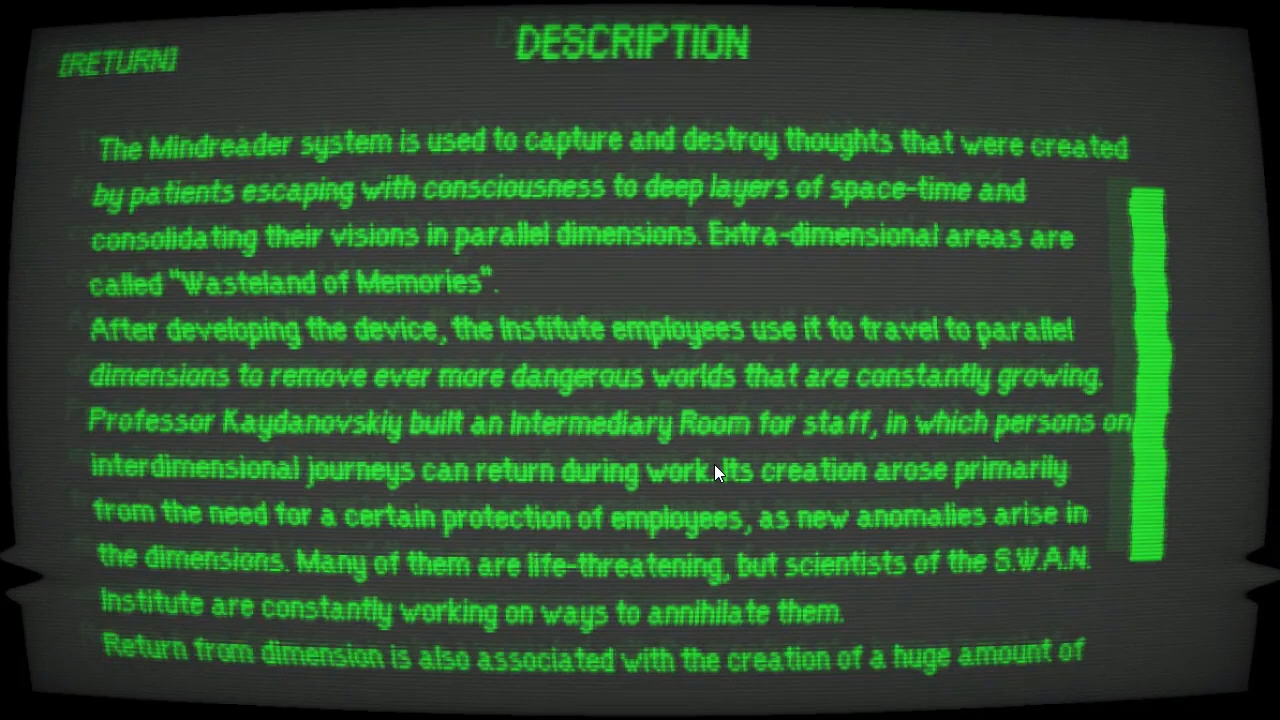 DESCRIPTION
[RETURN]
The Mindreader system is used to capture and destroy thoughts that were created
by patients escaping with consciousness to deep layers of space-time and
consolidating their visions in parallel dimensions. Extra-dimensional areas are
called "Wasteland of Memories".
After developing the device, the Institute employees use it to travel to parallel
dimensions to remove ever more dangerous worlds that are constantly growing.
Professor Kaydanovskiy built an Intermediary Room for staff, in which persons on
interdimensional journeys can return during work. Its creation arose primarily
from the need for a certain protection of employees, as new anomalies arise in
the dimensions. Many of them are life-threatening, but scientists of the S.W.A.N.
Institute are constantly working on ways to annihilate them.
Return from dimension is also associated with the creation of a huge amount of